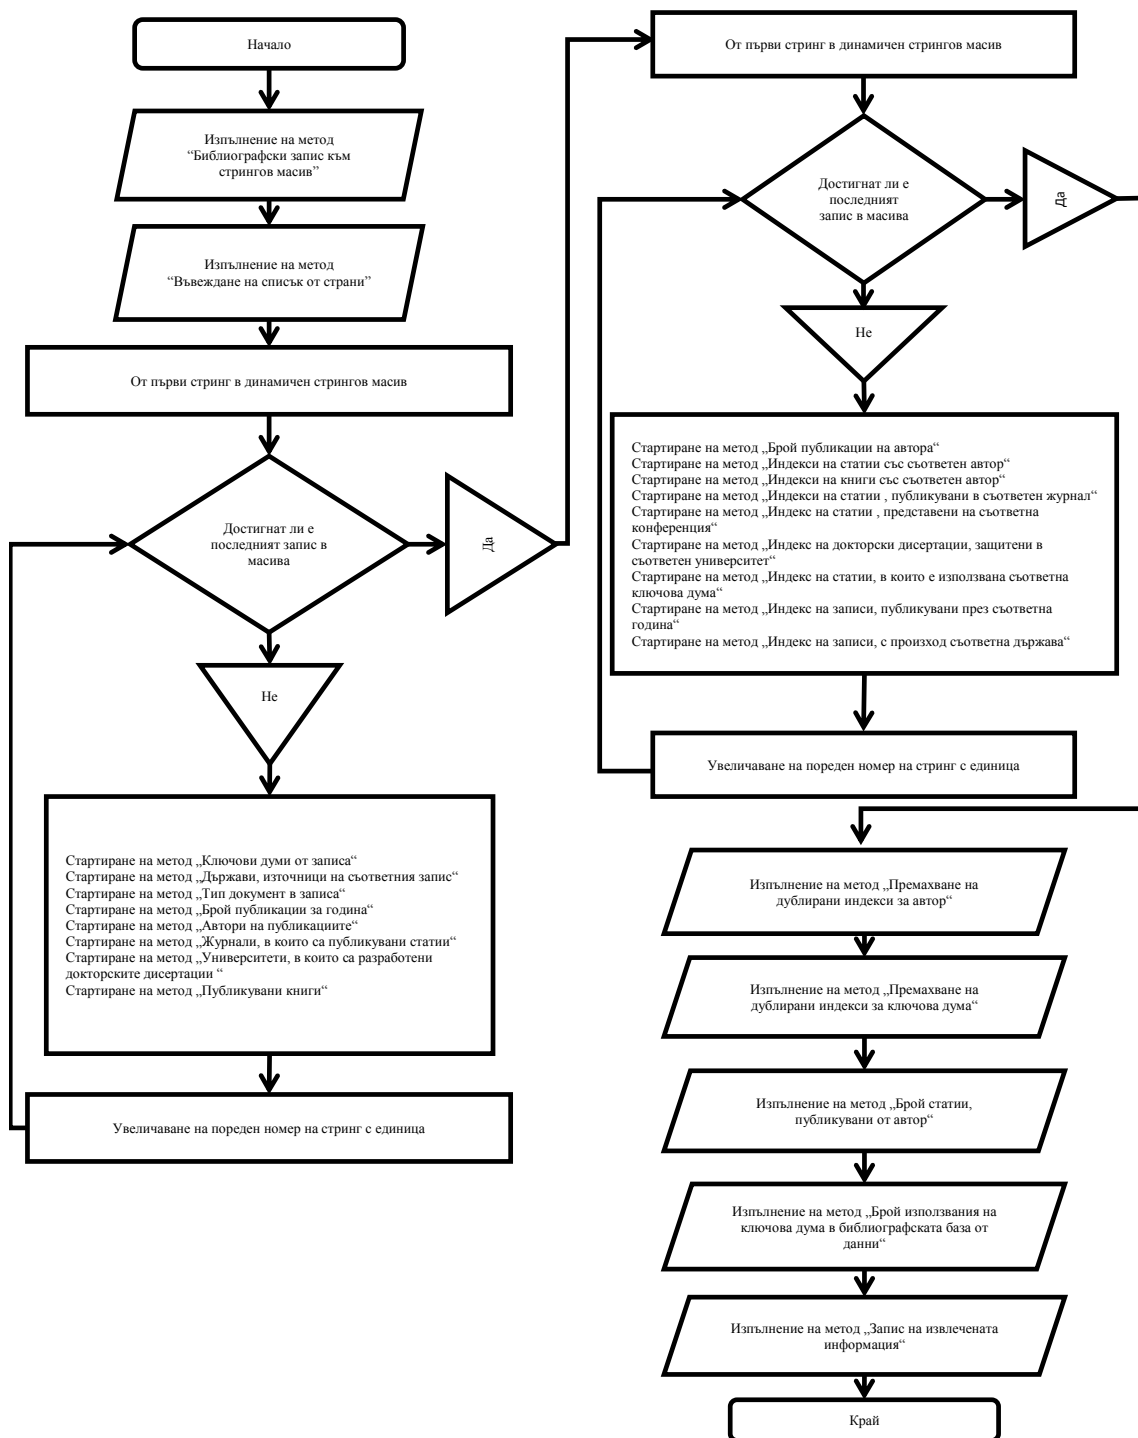 Начало
Изпълнение на метод
“Библиографски запис към
стрингов масив”
Изпълнение на метод
“Въвеждане на списък от страни”
От първи стринг в динамичен стрингов масив
Достигнат ли е
последният запис в
масива
Да
Не
Стартиране на метод „Ключови думи от записа“
Стартиране на метод „Държави, източници на съответния запис“
Стартиране на метод „Тип документ в записа“
Стартиране на метод „Брой публикации за година“
Стартиране на метод „Автори на публикациите“
Стартиране на метод „Журнали, в които са публикувани статии“
Стартиране на метод „Университети, в които са разработени
докторските дисертации “
Стартиране на метод „Публикувани книги“
Увеличаване на пореден номер на стринг с единица
От първи стринг в динамичен стрингов масив
Достигнат ли е
последният
запис в масива
Да
Не
Стартиране на метод „Брой публикации на автора“
Стартиране на метод „Индекси на статии със съответен автор“
Стартиране на метод „Индекси на книги със съответен автор“
Стартиране на метод „Индекси на статии , публикувани в съответен журнал“
Стартиране на метод „Индекс на статии , представени на съответна
конференция“
Стартиране на метод „Индекс на докторски дисертации, защитени в
съответен университет“
Стартиране на метод „Индекс на статии, в които е използвана съответна
ключова дума“
Стартиране на метод „Индекс на записи, публикувани през съответна
година“
Стартиране на метод „Индекс на записи, с произход съответна държава“
Увеличаване на пореден номер на стринг с единица
Изпълнение на метод „Премахване на
дублирани индекси за автор“
Изпълнение на метод „Премахване на
дублирани индекси за ключова дума“
Изпълнение на метод „Брой статии,
публикувани от автор“
Изпълнение на метод „Брой използвания на
ключова дума в библиографската база от
данни“
Изпълнение на метод „Запис на извлечената
информация“
Край